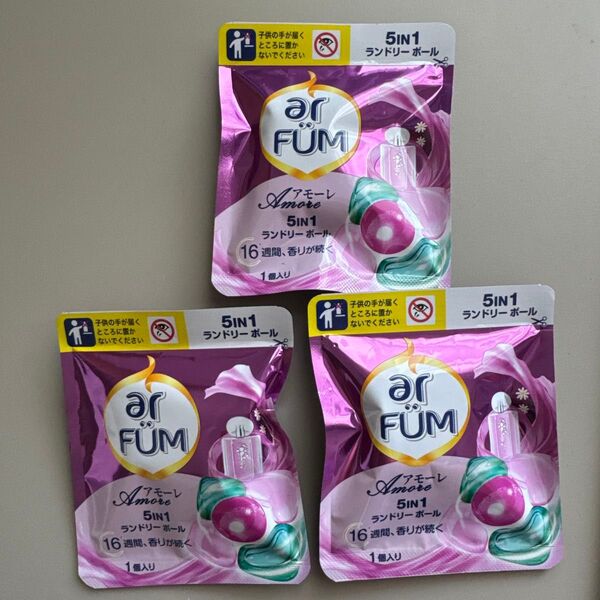 子供の手が届く
ところに置か
ないでください
5IN1
ランドリー ボール
ar
FÜM
アモーレ
Amore
5IN1
ランドリー ボール
16週間、香りが続く
1個入り
子供の手が届く
ところに置か
ないでください
5IN1
ランドリー ボール
ar
FÜM
アモーレ
Amore
5IN1
ランドリー ボール
16週間、香りが続く
1個入り
子供の手が届く
ところに置か
ないでください
5IN1
ランドリー ボール
ar
FÜM
アモーレ
Amore
5IN1
ランドリー ボール
16週間、香りが続く
1個入り